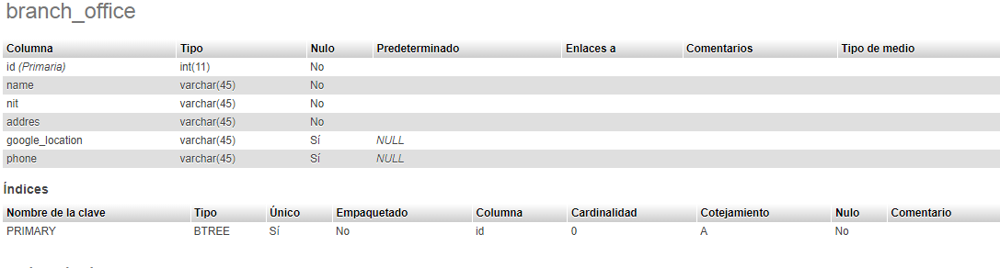 branch_office
Columna Tipo Nulo Predeterminado Enlaces a Comentarios Tipo de medio
id (Primaria) int(11) No
name varchar(45) No
nit varchar(45) No
addres varchar(45) No
google_location varchar(45) Sí NULL
phone varchar(45) Sí NULL
Índices
Nombre de la clave Tipo Único Empaquetado Columna Cardinalidad Cotejamiento Nulo Comentario
PRIMARY BTREE Sí No id 0 A No